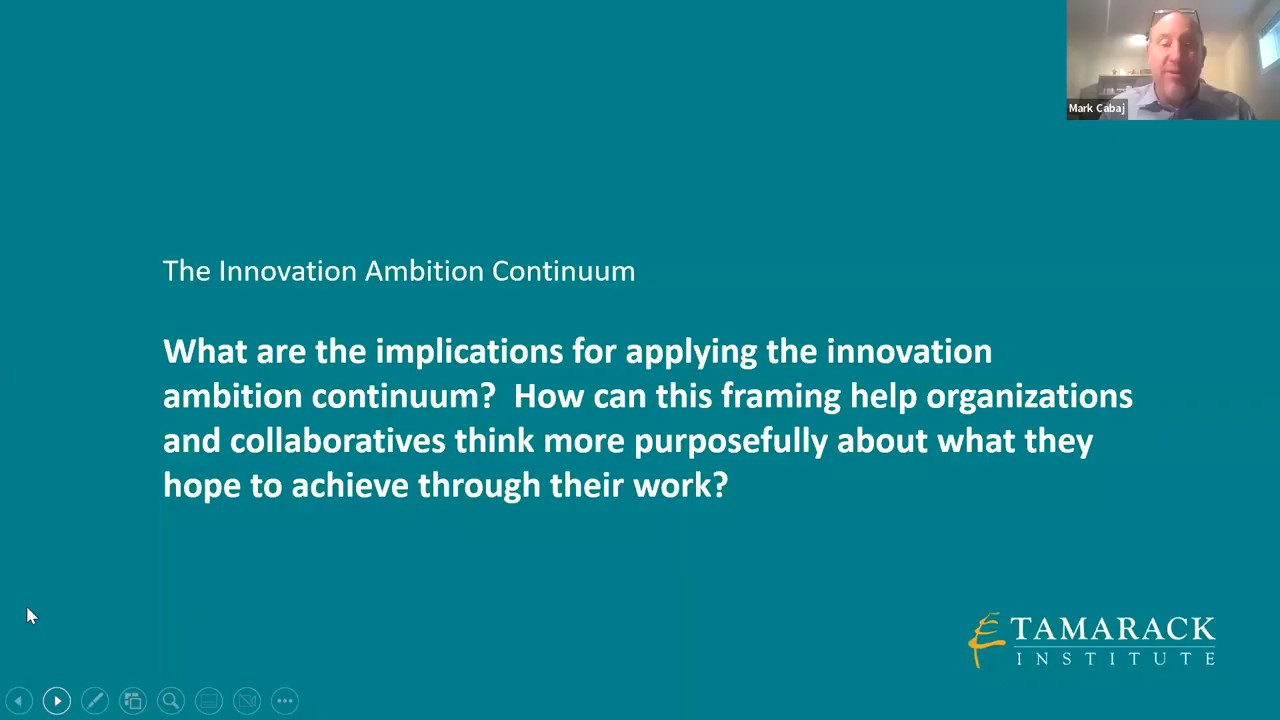 Mark Cabaj
The Innovation Ambition Continuum
What are the implications for applying the innovation
ambition continuum?  How can this framing help organizations
and collaboratives think more purposefully about what they
hope to achieve through their work?
TAMARACK
INSTITUTE